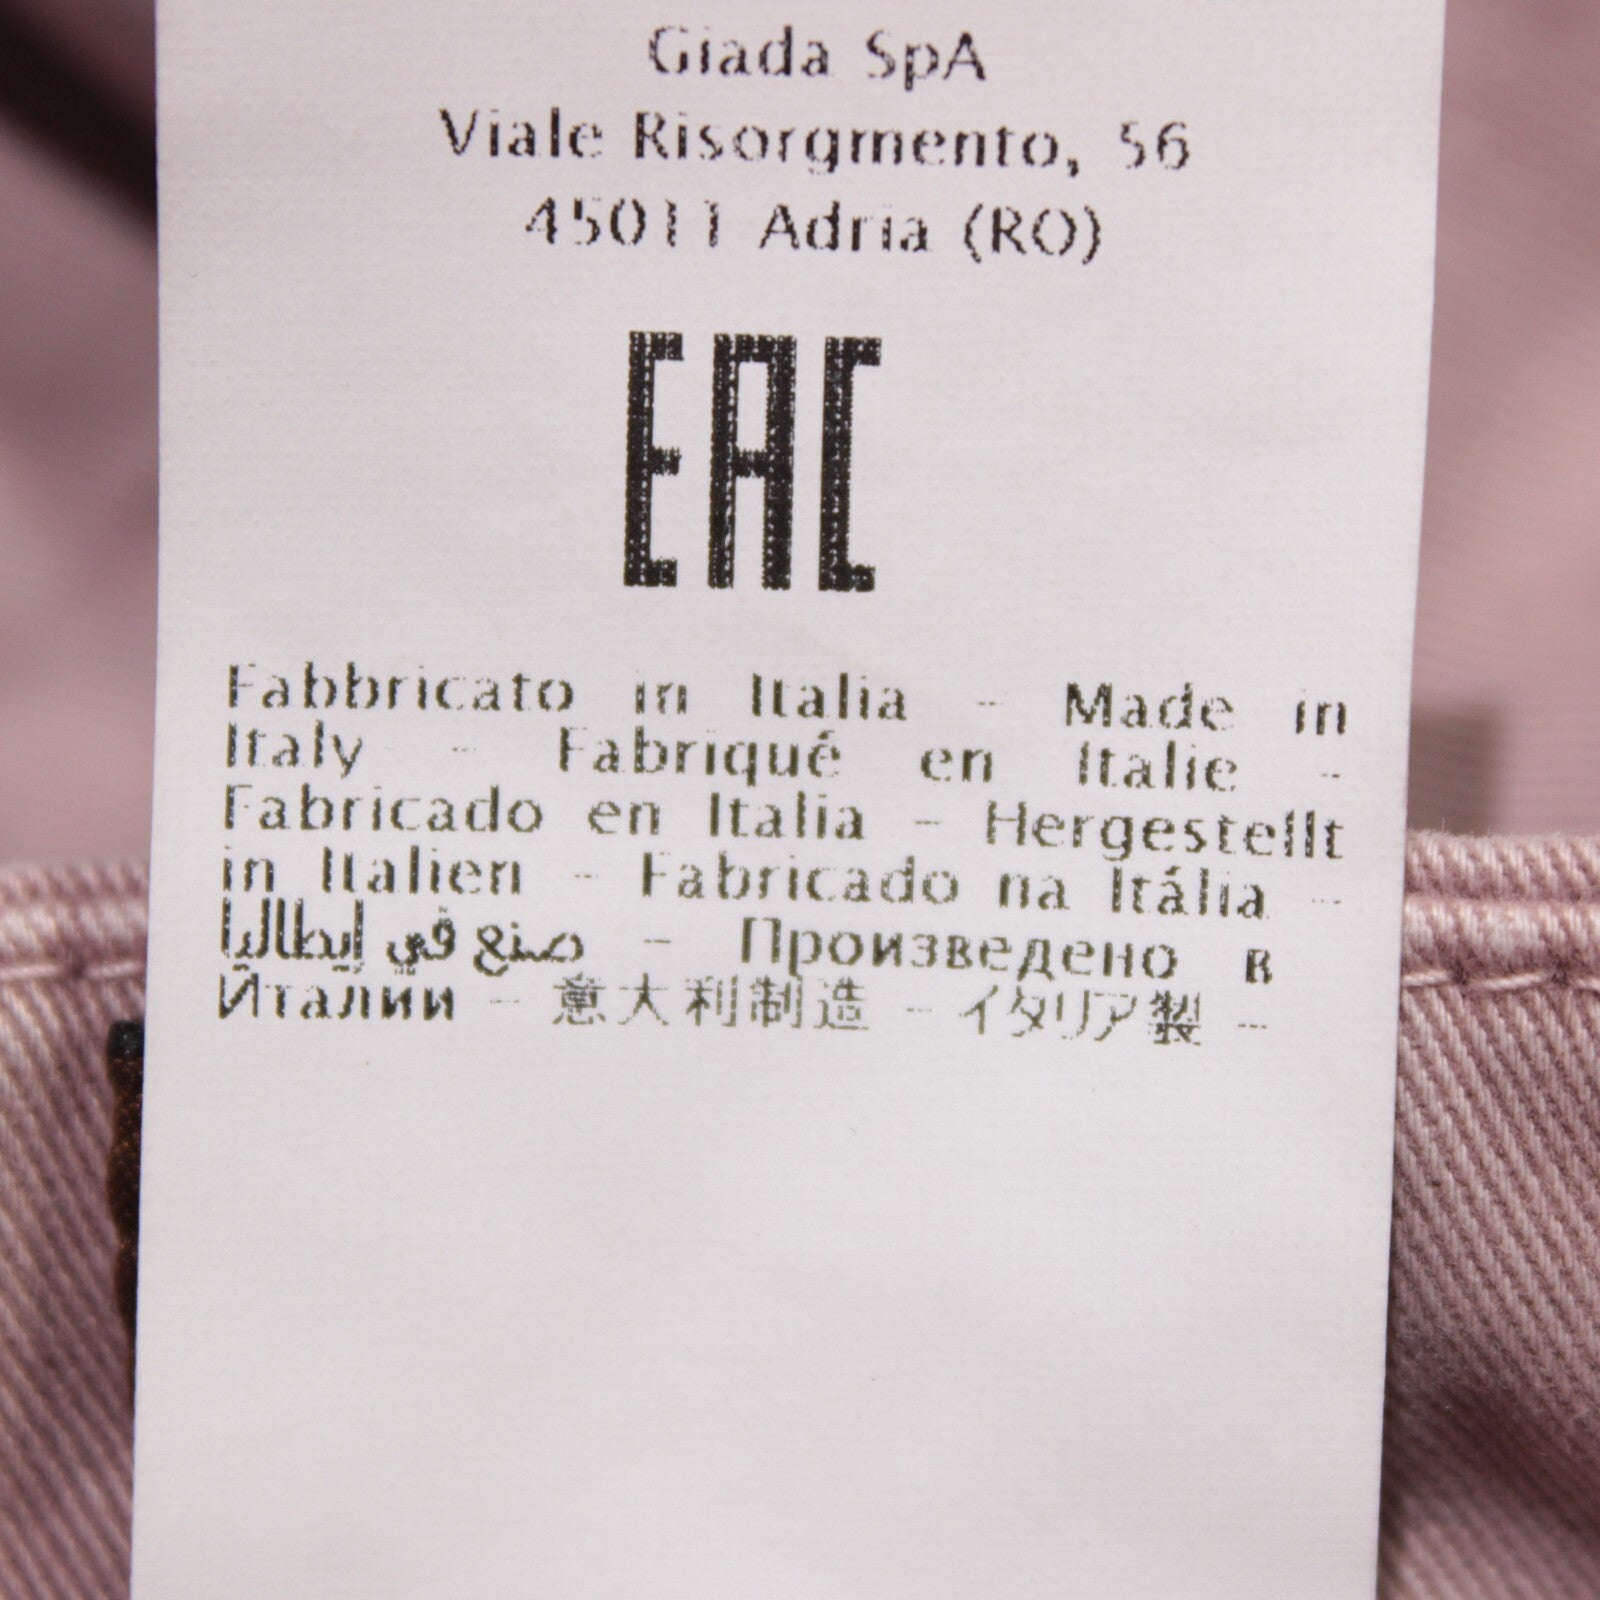 Giada SpA
Viale Risorgmento, 56
45011 Adria (RO)
EAC
Fabbricato in Italia - Made in
Italy - Fabriqué en Italie -
Fabricado en Italia - Hergestellt
in Italien - Fabricado na Itália -
صنع في إيطاليا - Произведено в
Италии - 意大利制造 - イタリア製 -